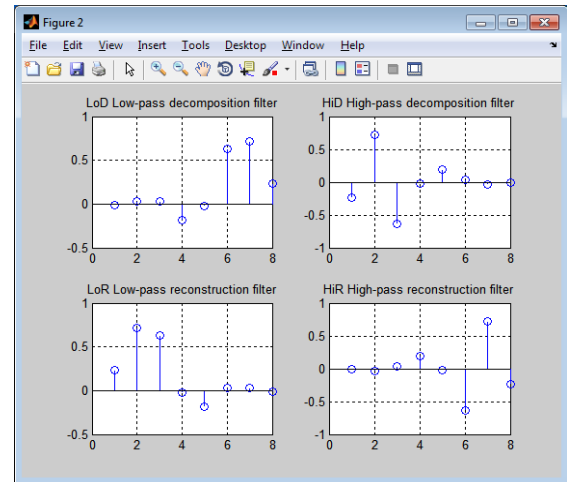 Figure 2
File Edit View Insert Tools Desktop Window Help
LoD Low-pass decomposition filter
1
0.5
0
-0.5
0 2 4 6 8
HiD High-pass decomposition filter
1
0.5
0
-0.5
-1
0 2 4 6 8
LoR Low-pass reconstruction filter
1
0.5
0
-0.5
0 2 4 6 8
HiR High-pass reconstruction filter
1
0.5
0
-0.5
-1
0 2 4 6 8